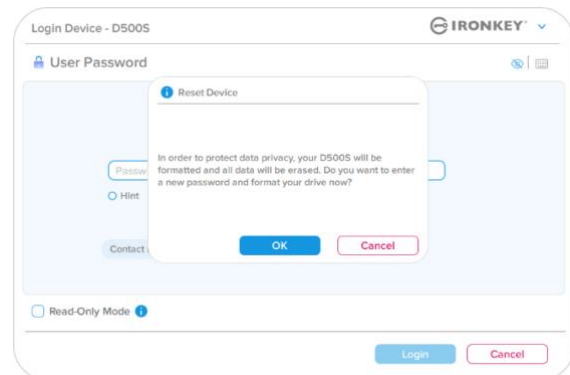 Login Device - D500S
IRONKEY
User Password
Reset Device
In order to protect data privacy, your D500S will be
formatted and all data will be erased. Do you want to enter
a new password and format your drive now?
Passw
Hint
Contact
OK
Cancel
Read-Only Mode
Login
Cancel